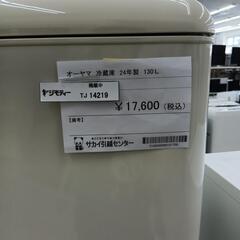 オーヤマ 冷蔵庫 24年製 130L
ジモティー
掲載中
TJ 14219
¥17,600(税込)
【備考】
サカイ引越センター